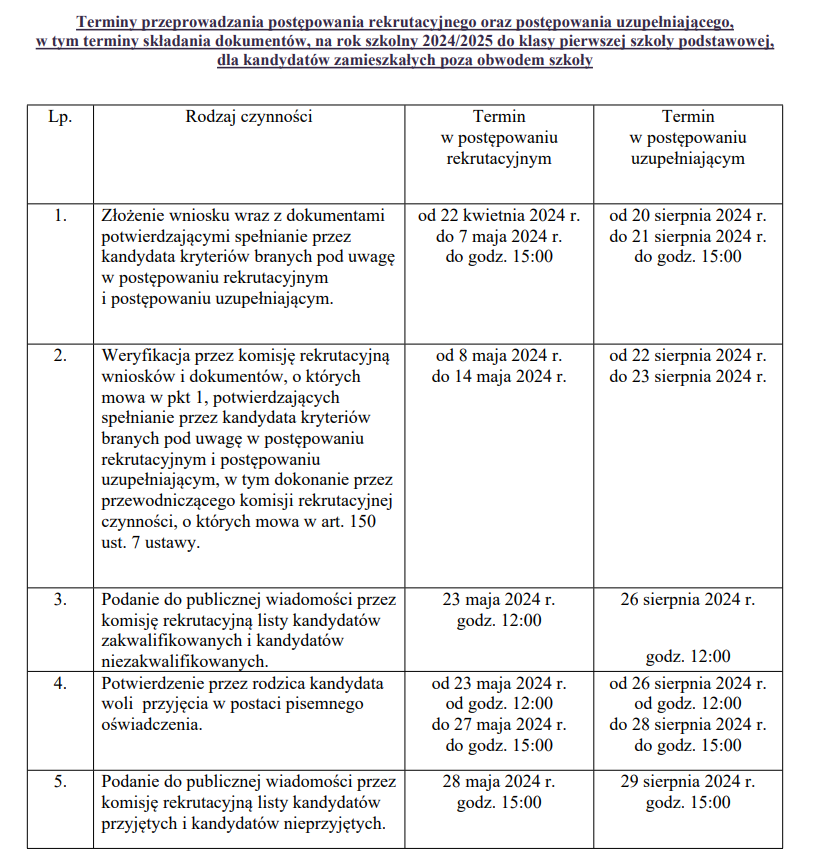 Terminy przeprowadzania postępowania rekrutacyjnego oraz postępowania uzupełniającego,
w tym terminy składania dokumentów, na rok szkolny 2024/2025 do klasy pierwszej szkoły podstawowej,
dla kandydatów zamieszkałych poza obwodem szkoły
Lp.
Rodzaj czynności
Termin
w postępowaniu
rekrutacyjnym
Termin
w postępowaniu
uzupełniającym
1.
Złożenie wniosku wraz z dokumentami
potwierdzającymi spełnianie przez
kandydata kryteriów branych pod uwagę
w postępowaniu rekrutacyjnym
i postępowaniu uzupełniającym.
od 22 kwietnia 2024 r.
do 7 maja 2024 r.
do godz. 15:00
od 20 sierpnia 2024 r.
do 21 sierpnia 2024 r.
do godz. 15:00
2.
Weryfikacja przez komisję rekrutacyjną
wniosków i dokumentów, o których
mowa w pkt 1, potwierdzających
spełnianie przez kandydata kryteriów
branych pod uwagę w postępowaniu
rekrutacyjnym i postępowaniu
uzupełniającym, w tym dokonanie przez
przewodniczącego komisji rekrutacyjnej
czynności, o których mowa w art. 150
ust. 7 ustawy.
od 8 maja 2024 r.
do 14 maja 2024 r.
od 22 sierpnia 2024 r.
do 23 sierpnia 2024 r.
3.
Podanie do publicznej wiadomości przez
komisję rekrutacyjną listy kandydatów
zakwalifikowanych i kandydatów
niezakwalifikowanych.
23 maja 2024 r.
godz. 12:00
26 sierpnia 2024 r.
godz. 12:00
4.
Potwierdzenie przez rodzica kandydata
woli  przyjęcia w postaci pisemnego
oświadczenia.
od 23 maja 2024 r.
od godz. 12:00
do 27 maja 2024 r.
do godz. 15:00
od 26 sierpnia 2024 r.
od godz. 12:00
do 28 sierpnia 2024 r.
do godz. 15:00
5.
Podanie do publicznej wiadomości przez
komisję rekrutacyjną listy kandydatów
przyjętych i kandydatów nieprzyjętych.
28 maja 2024 r.
godz. 15:00
29 sierpnia 2024 r.
godz. 15:00